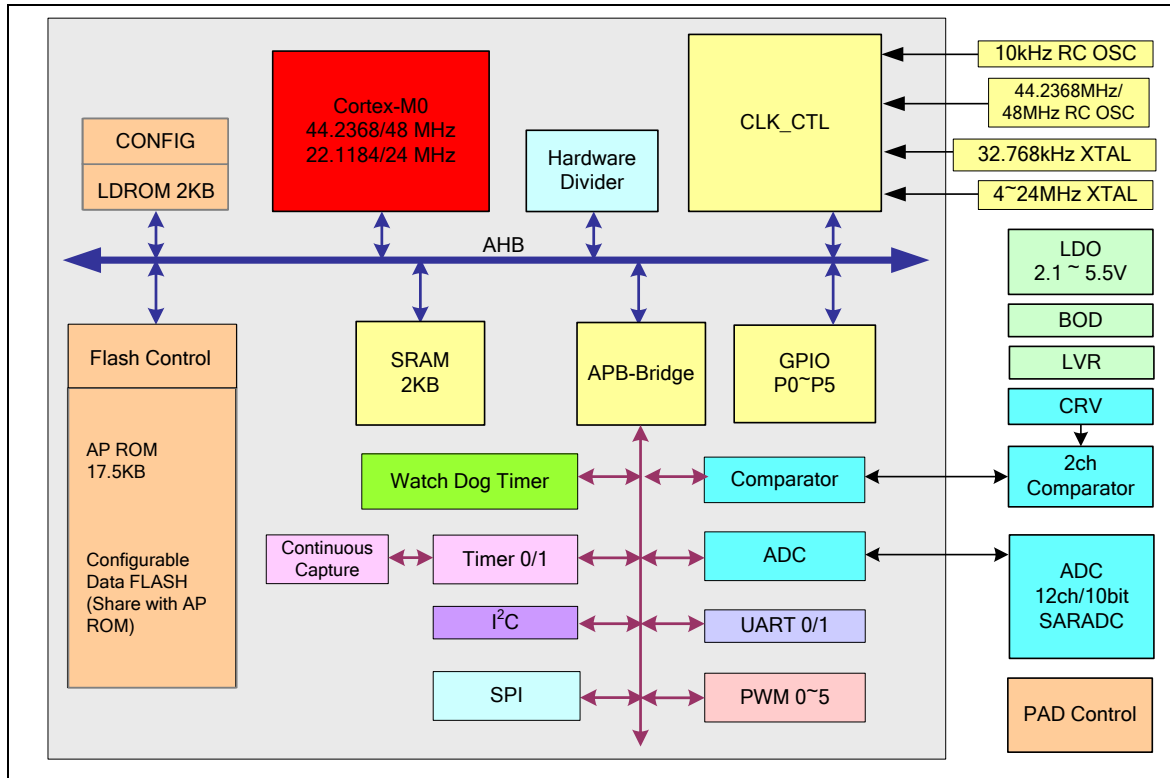 Cortex-M0
44.2368/48 MHz
22.1184/24 MHz
CLK_CTL
10kHz RC OSC
44.2368MHz/
48MHz RC OSC
32.768kHz XTAL
4~24MHz XTAL
CONFIG
LDROM 2KB
Hardware
Divider
AHB
LDO
2.1 ~ 5.5V
BOD
LVR
CRV
2ch
Comparator
Flash Control
AP ROM
17.5KB
Configurable
Data FLASH
(Share with AP
ROM)
SRAM
2KB
APB-Bridge
GPIO
P0~P5
Watch Dog Timer
Comparator
Continuous
Capture
Timer 0/1
ADC
ADC
12ch/10bit
SARADC
I²C
UART 0/1
SPI
PWM 0~5
PAD Control